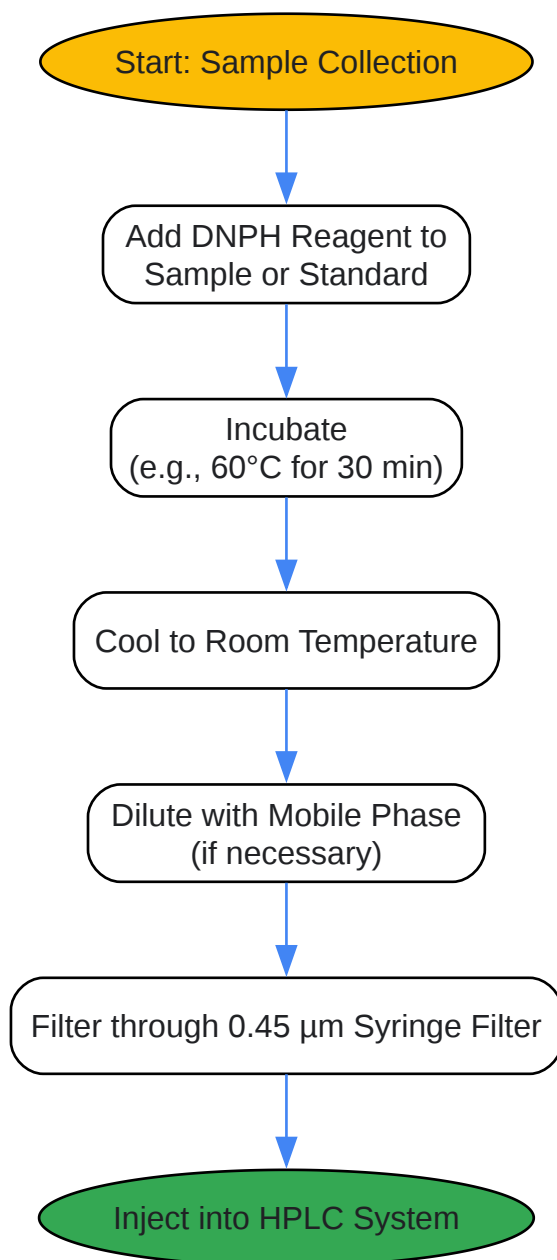 Start: Sample Collection
Add DNPH Reagent to
Sample or Standard
Incubate
(e.g., 60°C for 30 min)
Cool to Room Temperature
Dilute with Mobile Phase
(if necessary)
Filter through 0.45 µm Syringe Filter
Inject into HPLC System